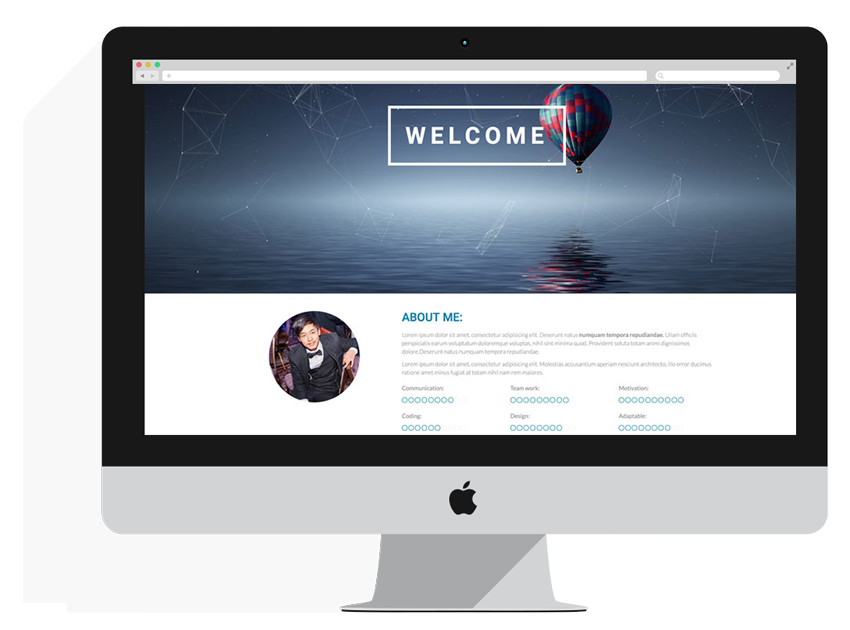 WELCOME
ABOUT ME:
Lorem ipsum dolor sit amet, consectetur adipisicing elit. Deserunt natus numquam tempora repudiandae. Ullam officiis
perspiciatis earum voluptatum doloremque voluptas, nihil sint minima quod. Provident soluta totam animi dignissimos
dolore.Deserunt natus numquam tempora repudiandae.
Lorem ipsum dolor sit amet, consectetur adipisicing elit. Molestias accusantium aperiam nesciunt architecto, illo error ducimus
ratione amet minus fugiat at totam nihil nam rem maiores.
Communication: Team work: Motivation:
Coding: Design: Adaptable: